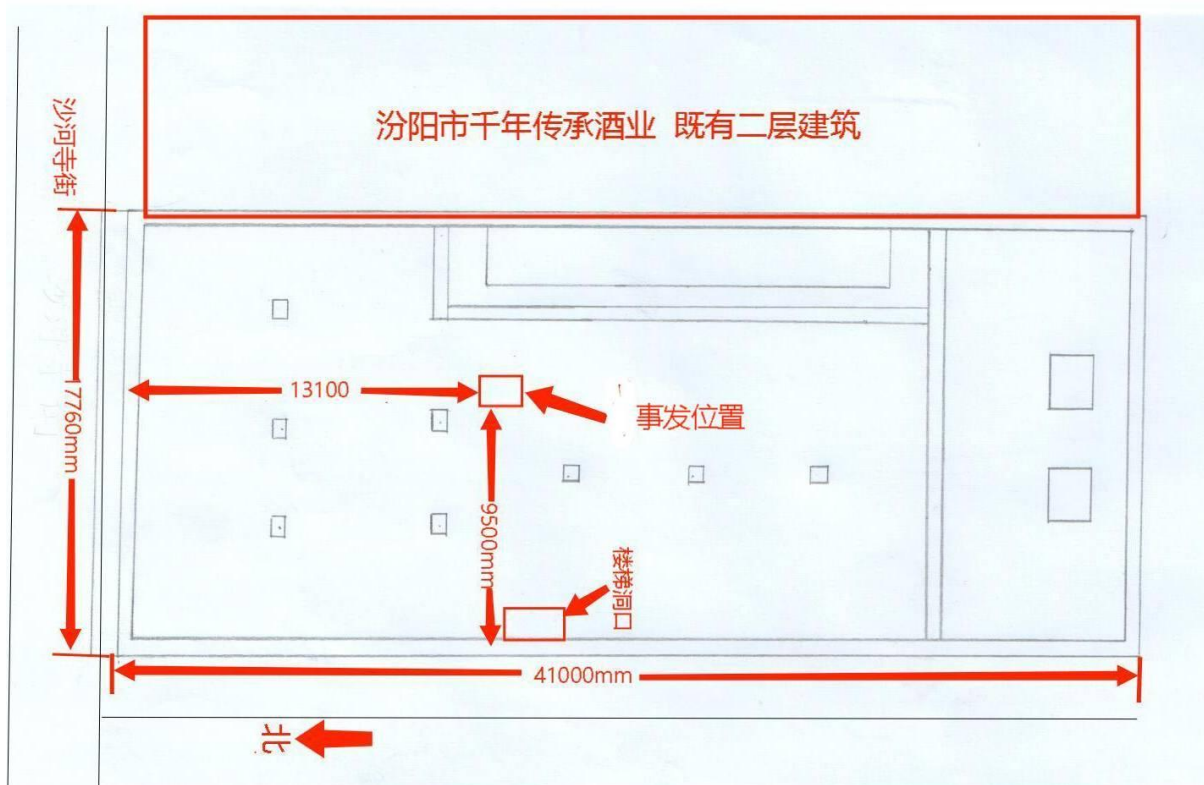 汾阳市千年传承酒业 既有二层建筑
沙河寺街
17760mm
13100
事发位置
9500mm
楼梯洞口
41000mm
北